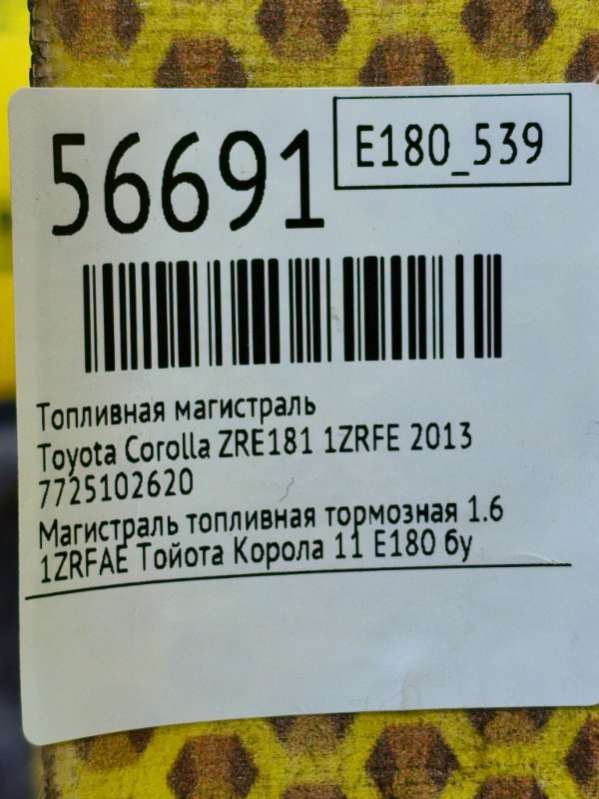 56691
E180_539
Топливная магистраль
Toyota Corolla ZRE181 1ZRFE 2013
7725102620
Магистраль топливная тормозная 1.6
1ZRFAE Тойота Корола 11 E180 бу